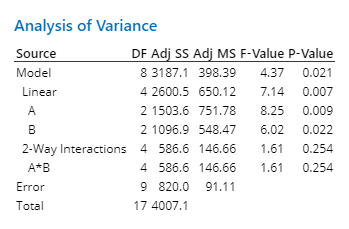 Analysis of Variance
Source DF Adj SS Adj MS F-Value P-Value
Model 8 3187.1 398.39 4.37 0.021
Linear 4 2600.5 650.12 7.14 0.007
A 2 1503.6 751.78 8.25 0.009
B 2 1096.9 548.47 6.02 0.022
2-Way Interactions 4 586.6 146.66 1.61 0.254
A*B 4 586.6 146.66 1.61 0.254
Error 9 820.0 91.11
Total 17 4007.1